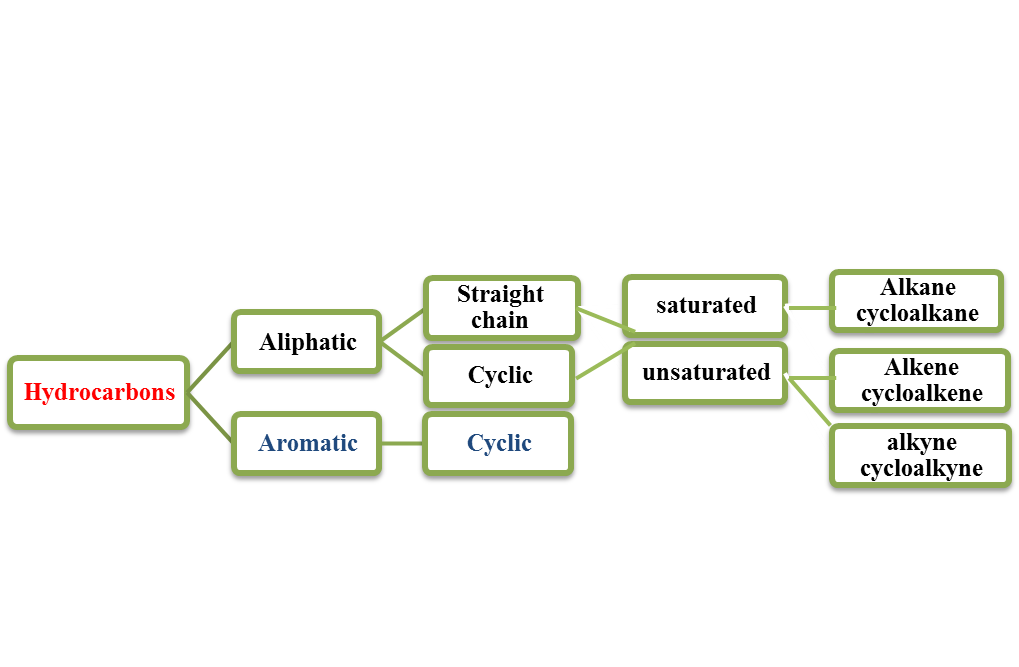 Hydrocarbons
Aliphatic
Aromatic
Straight
chain
Cyclic
Cyclic
saturated
unsaturated
Alkane
cycloalkane
Alkene
cycloalkene
alkyne
cycloalkyne